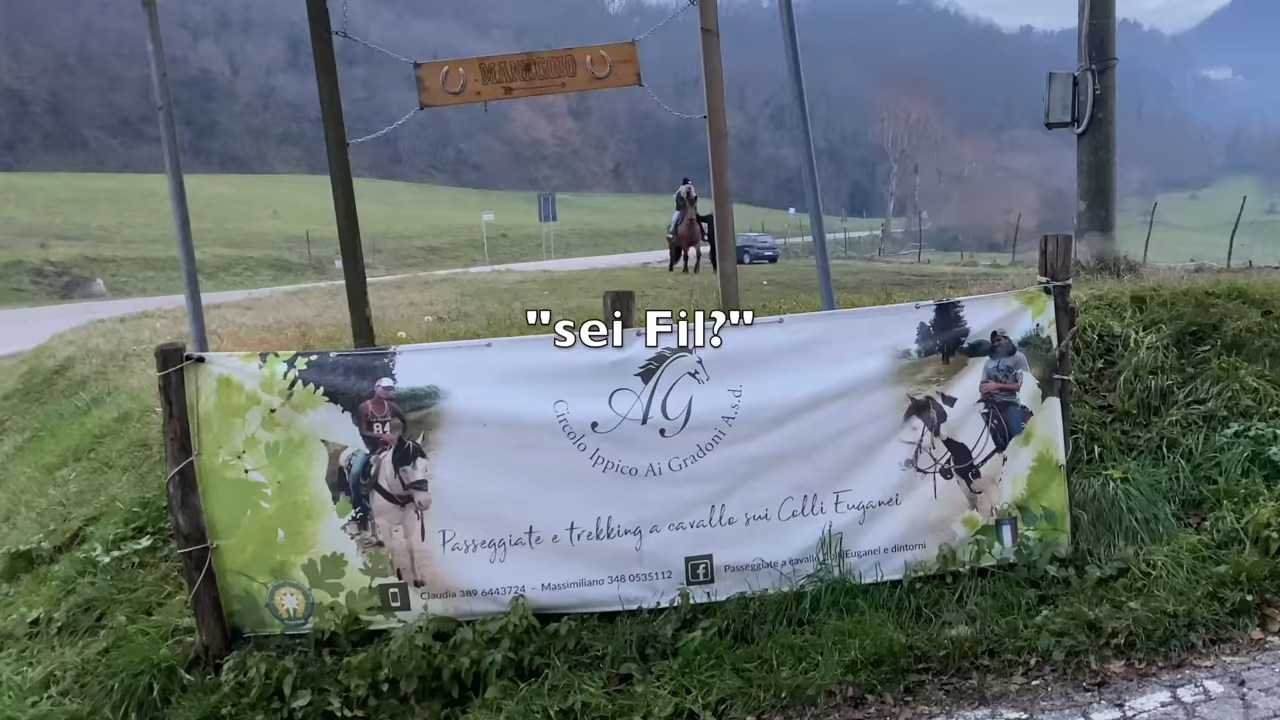 MANEGGIO
"sei Fil?"
AG
Circolo Ippico Ai Gradoni A.s.d.
84
Passeggiate e trekking a cavallo sui Colli Euganei
Claudia 389 6443724 - Massimiliano 348 0535112
f
Passeggiate a cavallo Euganei e dintorni